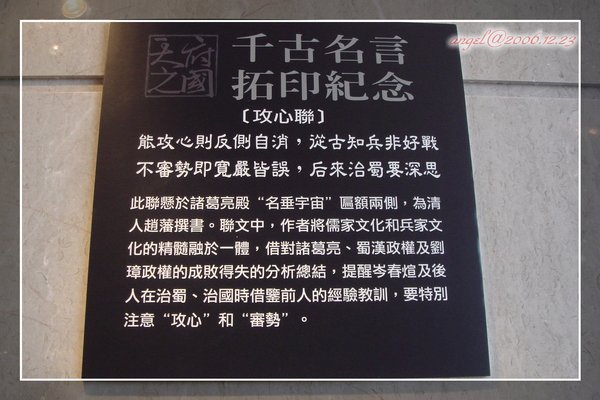 angel@2006.12.23
天府之國
千古名言
拓印紀念
〔攻心聯〕
能攻心則反側自消，從古知兵非好戰
不審勢即寬嚴皆誤，后來治蜀要深思
此聯懸於諸葛亮殿“名垂宇宙”匾額兩側，為清
人趙藩撰書。聯文中，作者將儒家文化和兵家文
化的精髓融於一體，借對諸葛亮、蜀漢政權及劉
璋政權的成敗得失的分析總結，提醒岑春煊及後
人在治蜀、治國時借鑒前人的經驗教訓，要特別
注意“攻心”和“審勢”。